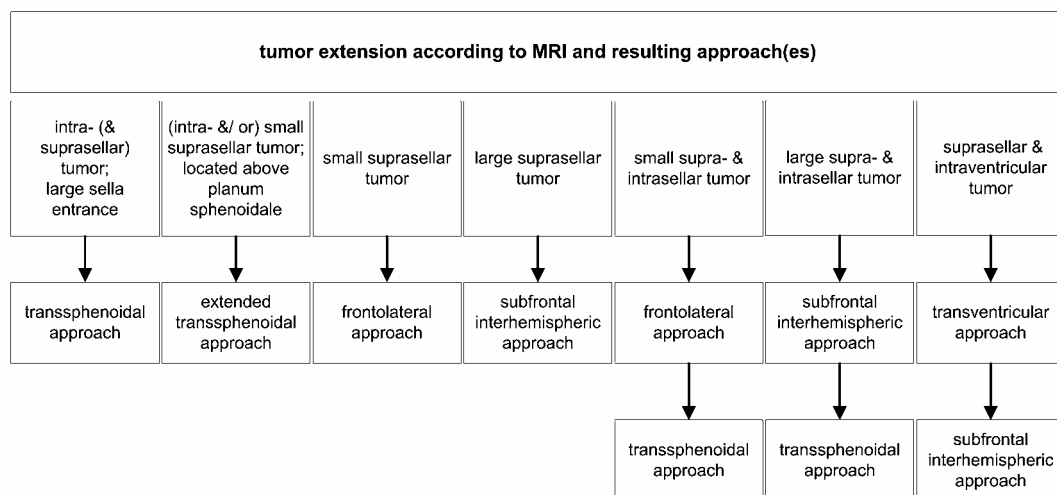 tumor extension according to MRI and resulting approach(es)
intra- (&
suprasellar)
tumor;
large sella
entrance
(intra- &/ or) small
suprasellar tumor;
located above
planum
sphenoidale
small suprasellar
tumor
large suprasellar
tumor
small supra- &
intrasellar tumor
large supra- &
intrasellar tumor
suprasellar &
intraventricular
tumor
transsphenoidal
approach
extended
transsphenoidal
approach
frontolateral
approach
subfrontal
interhemispheric
approach
frontolateral
approach
subfrontal
interhemispheric
approach
transventricular
approach
transsphenoidal
approach
transsphenoidal
approach
subfrontal
interhemispheric
approach